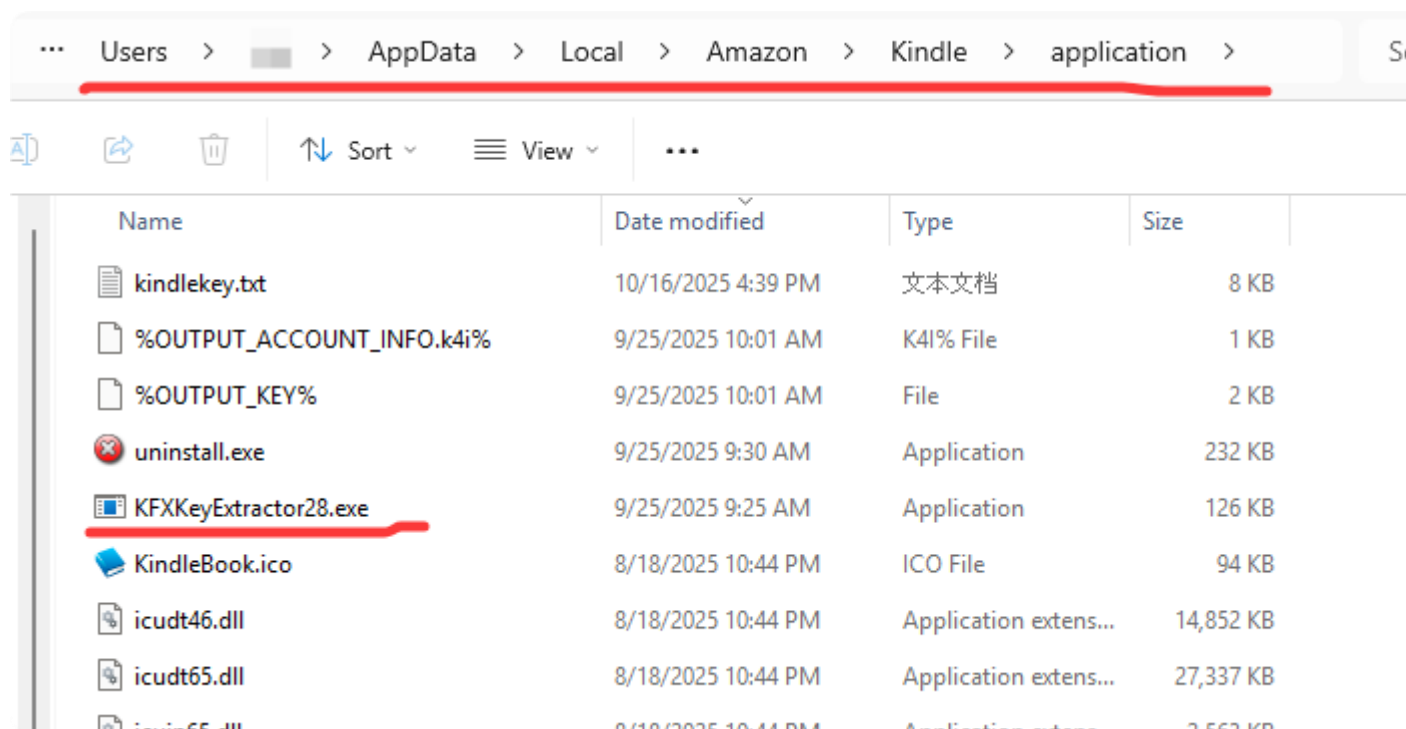 ... Users > > AppData > Local > Amazon > Kindle > application >
Sort View ...
Name Date modified Type Size
kindlekey.txt 10/16/2025 4:39 PM 文本文档 8 KB
%OUTPUT_ACCOUNT_INFO.k4i% 9/25/2025 10:01 AM K4I% File 1 KB
%OUTPUT_KEY% 9/25/2025 10:01 AM File 2 KB
uninstall.exe 9/25/2025 9:30 AM Application 232 KB
KFXKeyExtractor28.exe 9/25/2025 9:25 AM Application 126 KB
KindleBook.ico 8/18/2025 10:44 PM ICO File 94 KB
icudt46.dll 8/18/2025 10:44 PM Application extens... 14,852 KB
icudt65.dll 8/18/2025 10:44 PM Application extens... 27,337 KB